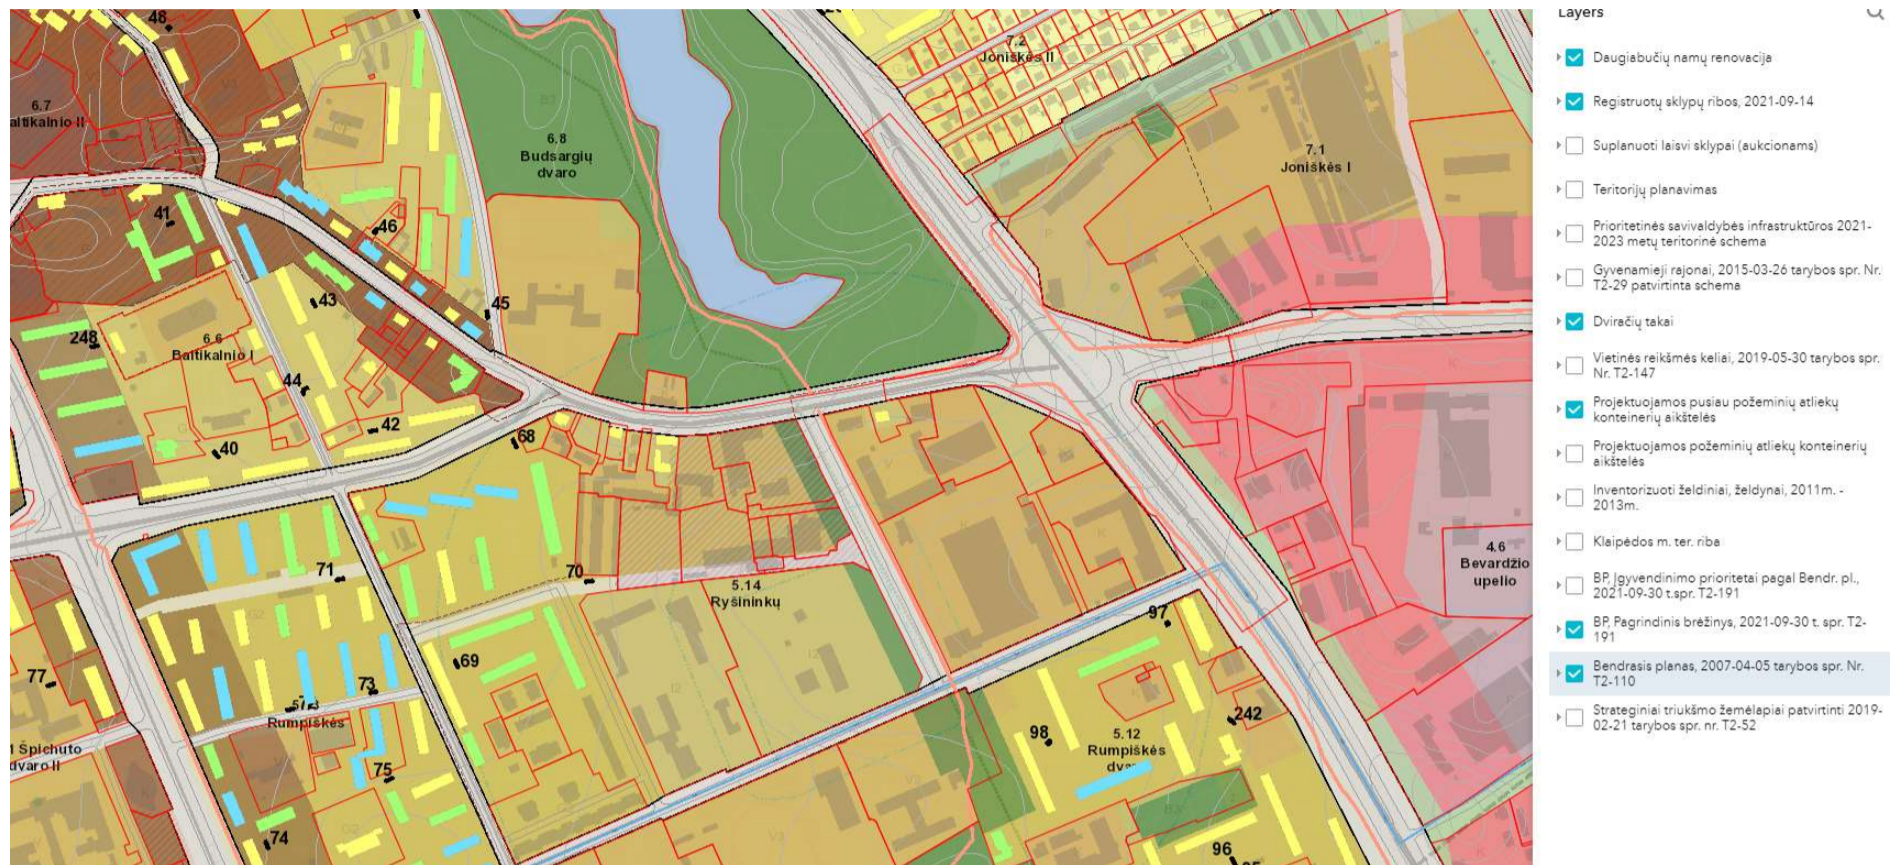 48
6.7
altikalnio II
41
46
43
45
248
6.6
Baltikalnio I
44
42
40
68
6.8
Budsargių
dvaro
7.2
Joniškės II
7.1
Joniškės I
71
70
5.14
Ryšininkų
69
77
73
Rumpiškės
1 Špichuto
dvaro II
75
74
97
98
5.12
Rumpiškės
242
96
4.6
Bevardžio
upelio
Layers
Daugiabučių namų renovacija
Registruotų sklypų ribos, 2021-09-14
Suplanuoti laisvi sklypai (aukcionams)
Teritorijų planavimas
Prioritetinės savivaldybės infrastruktūros 2021-
2023 metų teritorinė schema
Gyvenamieji rajonai, 2015-03-26 tarybos spr. Nr.
T2-29 patvirtinta schema
Dviračių takai
Vietinės reikšmės keliai, 2019-05-30 tarybos spr.
Nr. T2-147
Projektuojamos pusiau požeminių atliekų
konteinerių aikštelės
Projektuojamos požeminių atliekų konteinerių
aikštelės
Inventorizuoti želdiniai, želdynai, 2011m. -
2013m.
Klaipėdos m. ter. riba
BP, Įgyvendinimo prioritetai pagal Bendr. pl.,
2021-09-30 t.spr. T2-191
BP, Pagrindinis brėžinys, 2021-09-30 t. spr. T2-
191
Bendrasis planas, 2007-04-05 tarybos spr. Nr.
T2-110
Strateginiai triukšmo žemėlapiai patvirtinti 2019-
02-21 tarybos spr. nr. T2-52